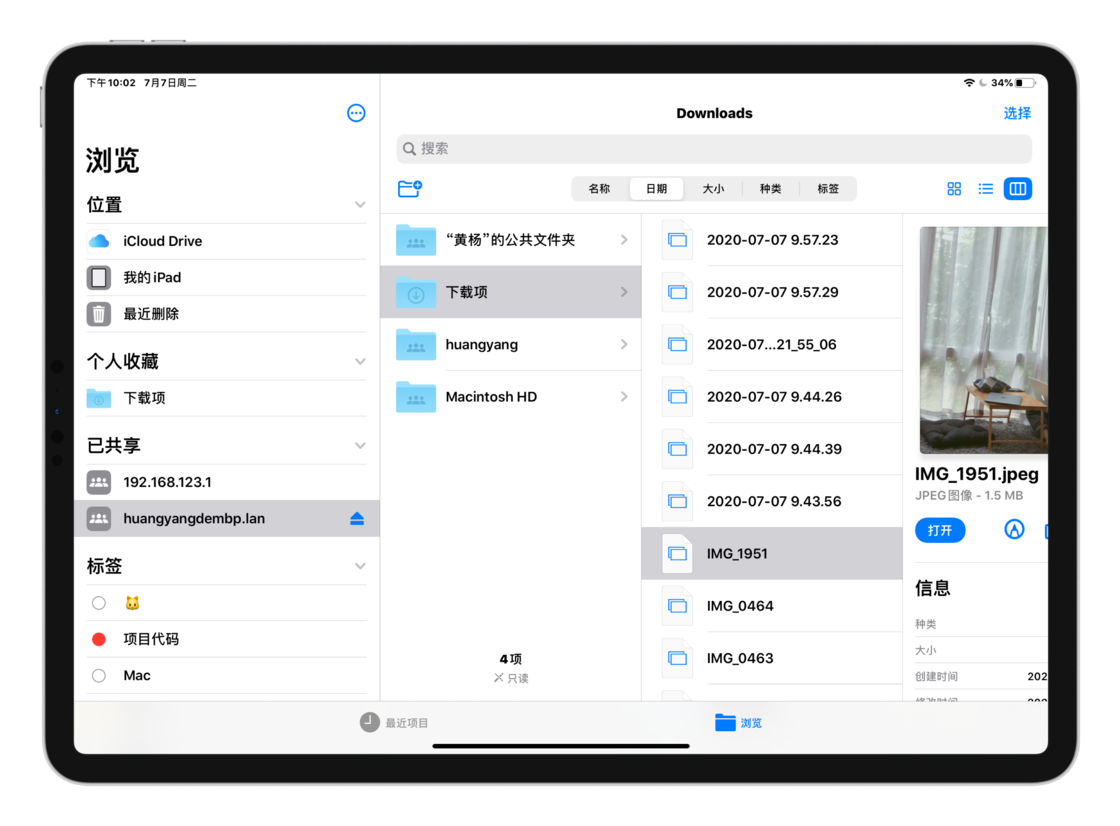 下午10:02 7月7日周二
34%
浏览
位置
iCloud Drive
我的 iPad
最近删除
个人收藏
下载项
已共享
192.168.123.1
huangyangdembp.lan
标签
🐱
项目代码
Mac
Downloads
选择
搜索
名称 日期 大小 种类 标签
“黄杨”的公共文件夹
下载项
huangyang
Macintosh HD
4项
只读
2020-07-07 9.57.23
2020-07-07 9.57.29
2020-07...21_55_06
2020-07-07 9.44.26
2020-07-07 9.44.39
2020-07-07 9.43.56
IMG_1951
IMG_0464
IMG_0463
IMG_1951.jpeg
JPEG图像 - 1.5 MB
打开
信息
种类
大小
创建时间 202
最近项目
浏览